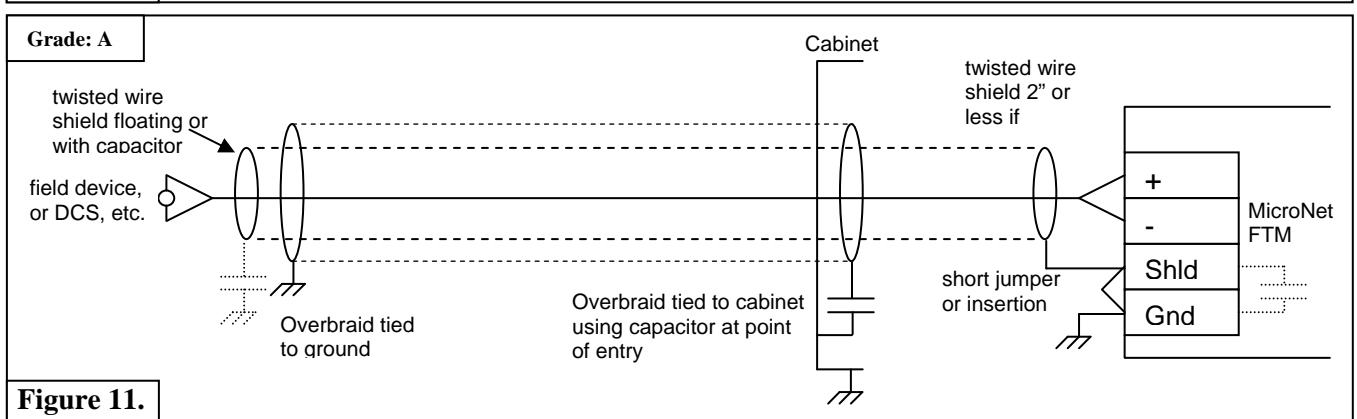 Grade: A
Cabinet
twisted wire
shield floating or
with capacitor
field device,
or DCS, etc.
twisted wire
shield 2” or
less if
+
-
Shld
Gnd
MicroNet
FTM
short jumper
or insertion
Overbraid tied
to ground
Overbraid tied to cabinet
using capacitor at point
of entry
Figure 11.